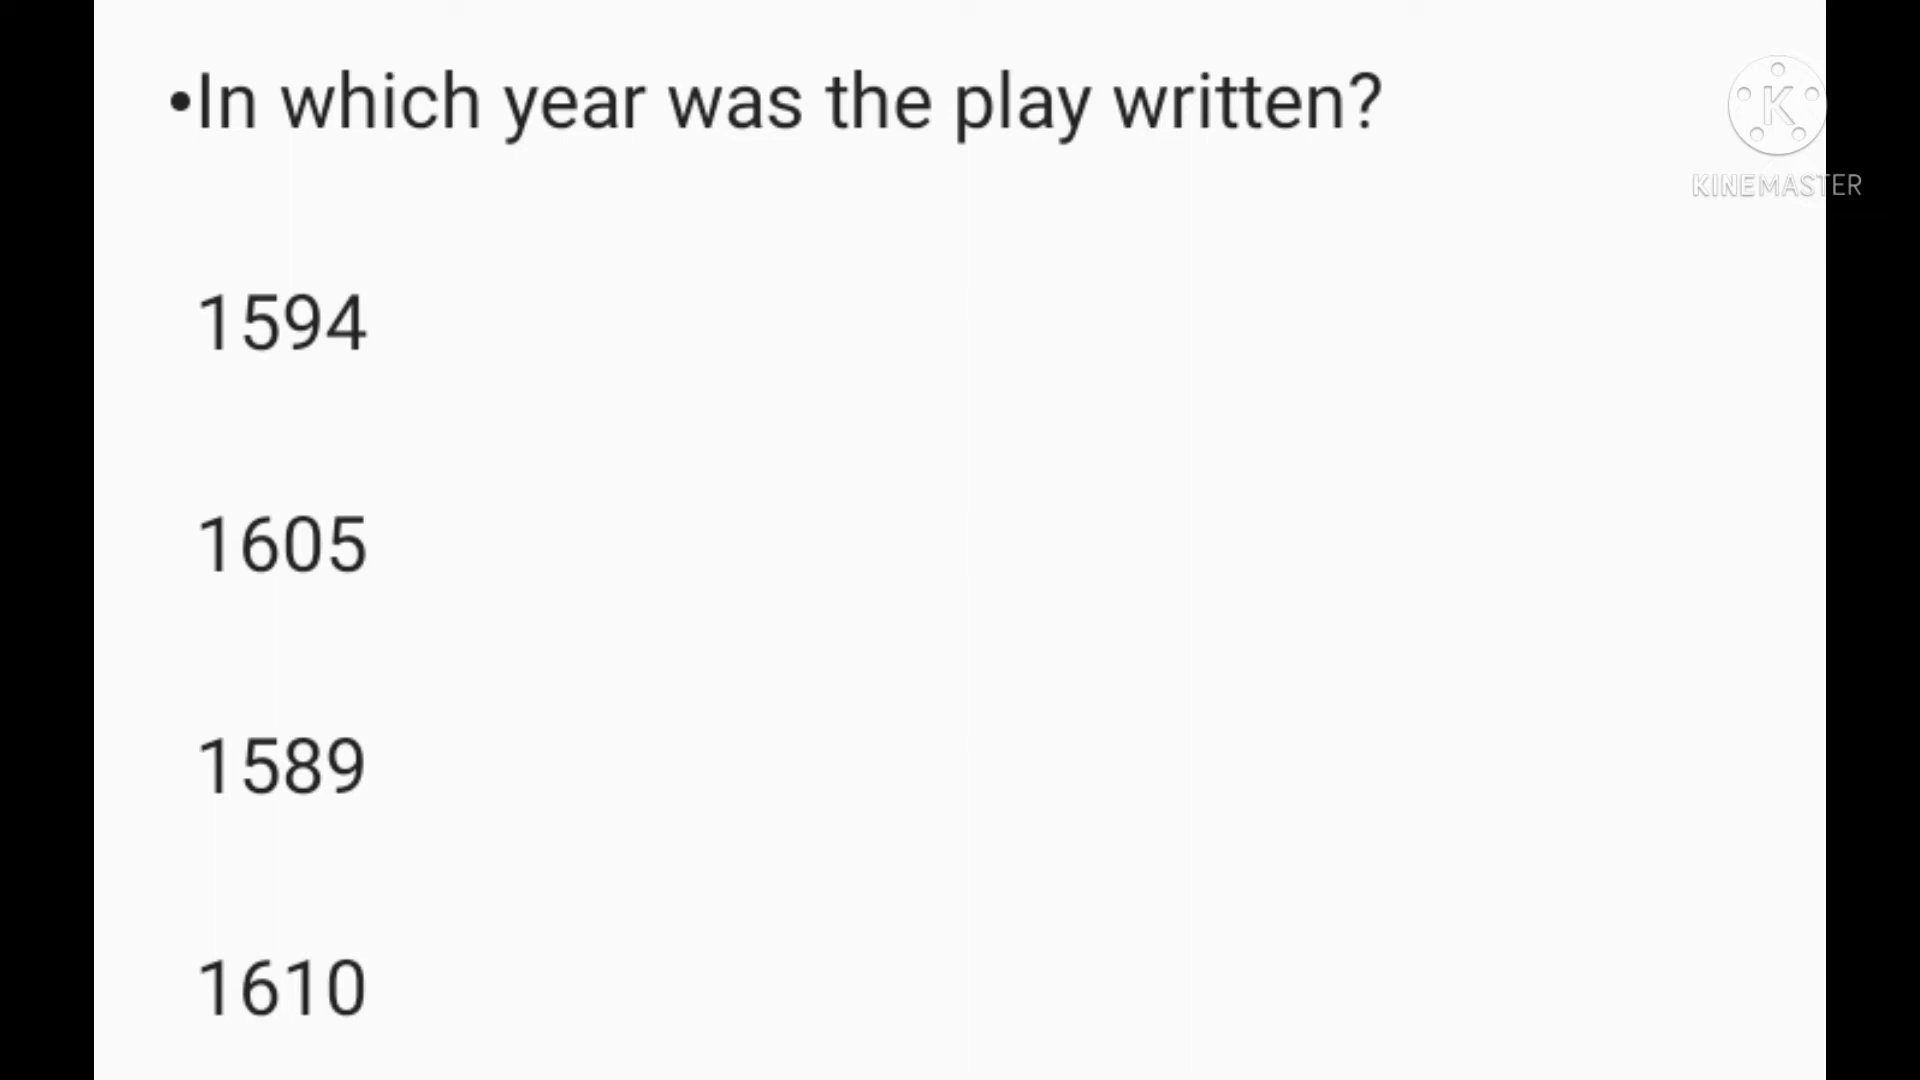 •In which year was the play written?
K
KINEMASTER
1594
1605
1589
1610